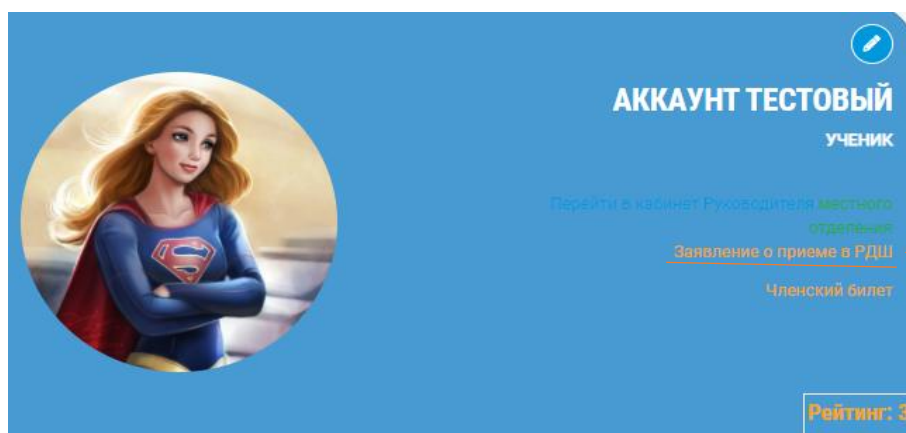 АККАУНТ ТЕСТОВЫЙ
УЧЕНИК
Перейти в кабинет Руководителя местного
отделения
Заявление о приеме в РДШ
Членский билет
Рейтинг: 3